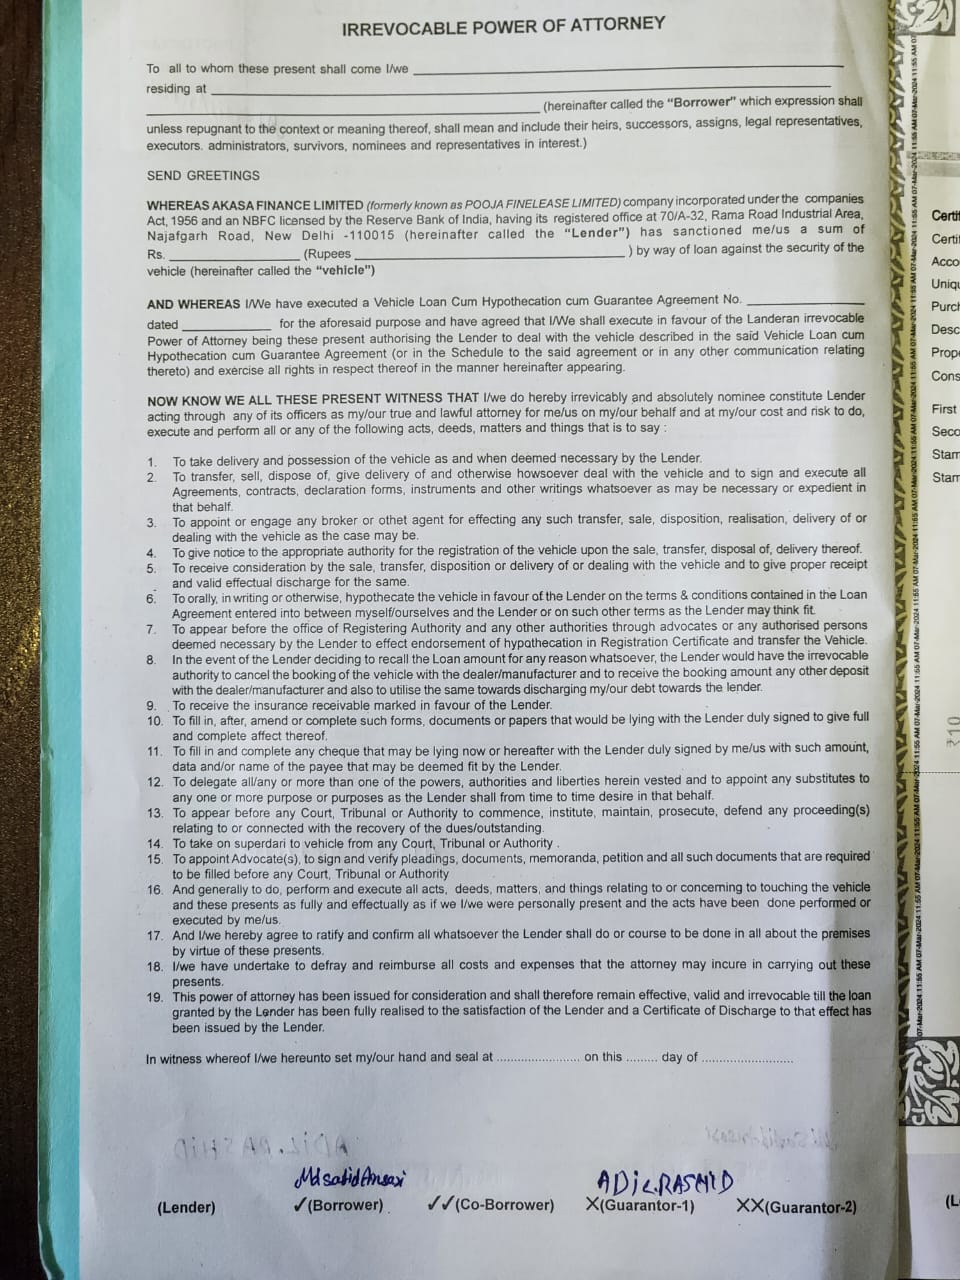 IRREVOCABLE POWER OF ATTORNEY
To all to whom these present shall come I/we
residing at
(hereinafter called the "Borrower" which expression shall
unless repugnant to the context or meaning thereof, shall mean and include their heirs, successors, assigns, legal representatives,
executors. administrators, survivors, nominees and representatives in interest.)
SEND GREETINGS
WHEREAS AKASA FINANCE LIMITED (formerly known as POOJA FINELEASE LIMITED) company incorporated under the companies
Act, 1956 and an NBFC licensed by the Reserve Bank of India, having its registered office at 70/A-32, Rama Road Industrial Area,
Najafgarh Road, New Delhi -110015 (hereinafter called the "Lender") has sanctioned me/us a sum of
Rs. (Rupees ) by way of loan against the security of the
vehicle (hereinafter called the "vehicle")
AND WHEREAS I/We have executed a Vehicle Loan Cum Hypothecation cum Guarantee Agreement No.
dated for the aforesaid purpose and have agreed that I/We shall execute in favour of the Landeran irrevocable
Power of Attorney being these present authorising the Lender to deal with the vehicle described in the said Vehicle Loan cum
Hypothecation cum Guarantee Agreement (or in the Schedule to the said agreement or in any other communication relating
thereto) and exercise all rights in respect thereof in the manner hereinafter appearing.
NOW KNOW WE ALL THESE PRESENT WITNESS THAT I/we do hereby irrevicably and absolutely nominee constitute Lender
acting through any of its officers as my/our true and lawful attorney for me/us on my/our behalf and at my/our cost and risk to do,
execute and perform all or any of the following acts, deeds, matters and things that is to say :
1. To take delivery and possession of the vehicle as and when deemed necessary by the Lender.
2. To transfer, sell, dispose of, give delivery of and otherwise howsoever deal with the vehicle and to sign and execute all
Agreements, contracts, declaration forms, instruments and other writings whatsoever as may be necessary or expedient in
that behalf.
3. To appoint or engage any broker or othet agent for effecting any such transfer, sale, disposition, realisation, delivery of or
dealing with the vehicle as the case may be.
4. To give notice to the appropriate authority for the registration of the vehicle upon the sale, transfer, disposal of, delivery thereof.
5. To receive consideration by the sale, transfer, disposition or delivery of or dealing with the vehicle and to give proper receipt
and valid effectual discharge for the same.
6. To orally, in writing or otherwise, hypothecate the vehicle in favour of the Lender on the terms & conditions contained in the Loan
Agreement entered into between myself/ourselves and the Lender or on such other terms as the Lender may think fit.
7. To appear before the office of Registering Authority and any other authorities through advocates or any authorised persons
deemed necessary by the Lender to effect endorsement of hypothecation in Registration Certificate and transfer the Vehicle.
8. In the event of the Lender deciding to recall the Loan amount for any reason whatsoever, the Lender would have the irrevocable
authority to cancel the booking of the vehicle with the dealer/manufacturer and to receive the booking amount any other deposit
with the dealer/manufacturer and also to utilise the same towards discharging my/our debt towards the lender.
9. To receive the insurance receivable marked in favour of the Lender.
10. To fill in, after, amend or complete such forms, documents or papers that would be lying with the Lender duly signed to give full
and complete affect thereof.
11. To fill in and complete any cheque that may be lying now or hereafter with the Lender duly signed by me/us with such amount,
data and/or name of the payee that may be deemed fit by the Lender.
12. To delegate all/any or more than one of the powers, authorities and liberties herein vested and to appoint any substitutes to
any one or more purpose or purposes as the Lender shall from time to time desire in that behalf.
13. To appear before any Court, Tribunal or Authority to commence, institute, maintain, prosecute, defend any proceeding(s)
relating to or connected with the recovery of the dues/outstanding.
14. To take on superdari to vehicle from any Court, Tribunal or Authority .
15. To appoint Advocate(s), to sign and verify pleadings, documents, memoranda, petition and all such documents that are required
to be filled before any Court, Tribunal or Authority
16. And generally to do, perform and execute all acts, deeds, matters, and things relating to or concerning to touching the vehicle
and these presents as fully and effectually as if we I/we were personally present and the acts have been done performed or
executed by me/us.
17. And I/we hereby agree to ratify and confirm all whatsoever the Lender shall do or course to be done in all about the premises
by virtue of these presents.
18. I/we have undertake to defray and reimburse all costs and expenses that the attorney may incure in carrying out these
presents.
19. This power of attorney has been issued for consideration and shall therefore remain effective, valid and irrevocable till the loan
granted by the Lender has been fully realised to the satisfaction of the Lender and a Certificate of Discharge to that effect has
been issued by the Lender.
In witness whereof I/we hereunto set my/our hand and seal at ........................ on this ......... day of ..........................
Md sabid Ansari ADiL.RASHID
(Lender) ✓(Borrower) ✓✓(Co-Borrower) X(Guarantor-1) XX(Guarantor-2)
07-Mar-2024 11:55 AM
₹10